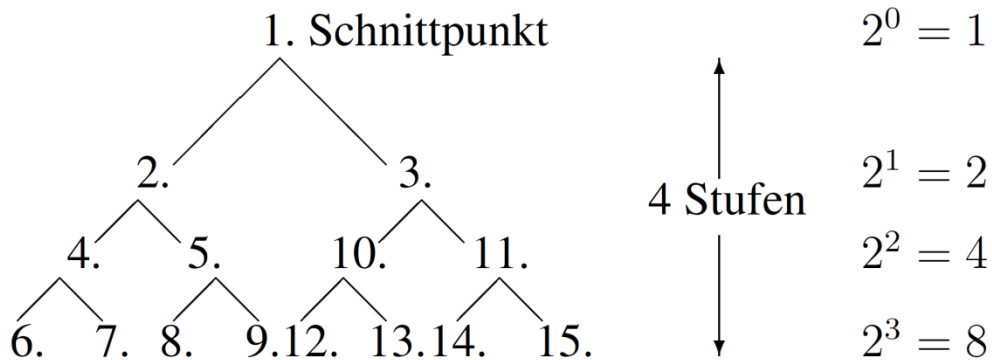 1. Schnittpunkt 2⁰ = 1
2. 3. 2¹ = 2
4 Stufen
4. 5. 10. 11. 2² = 4
6. 7. 8. 9. 12. 13. 14. 15. 2³ = 8